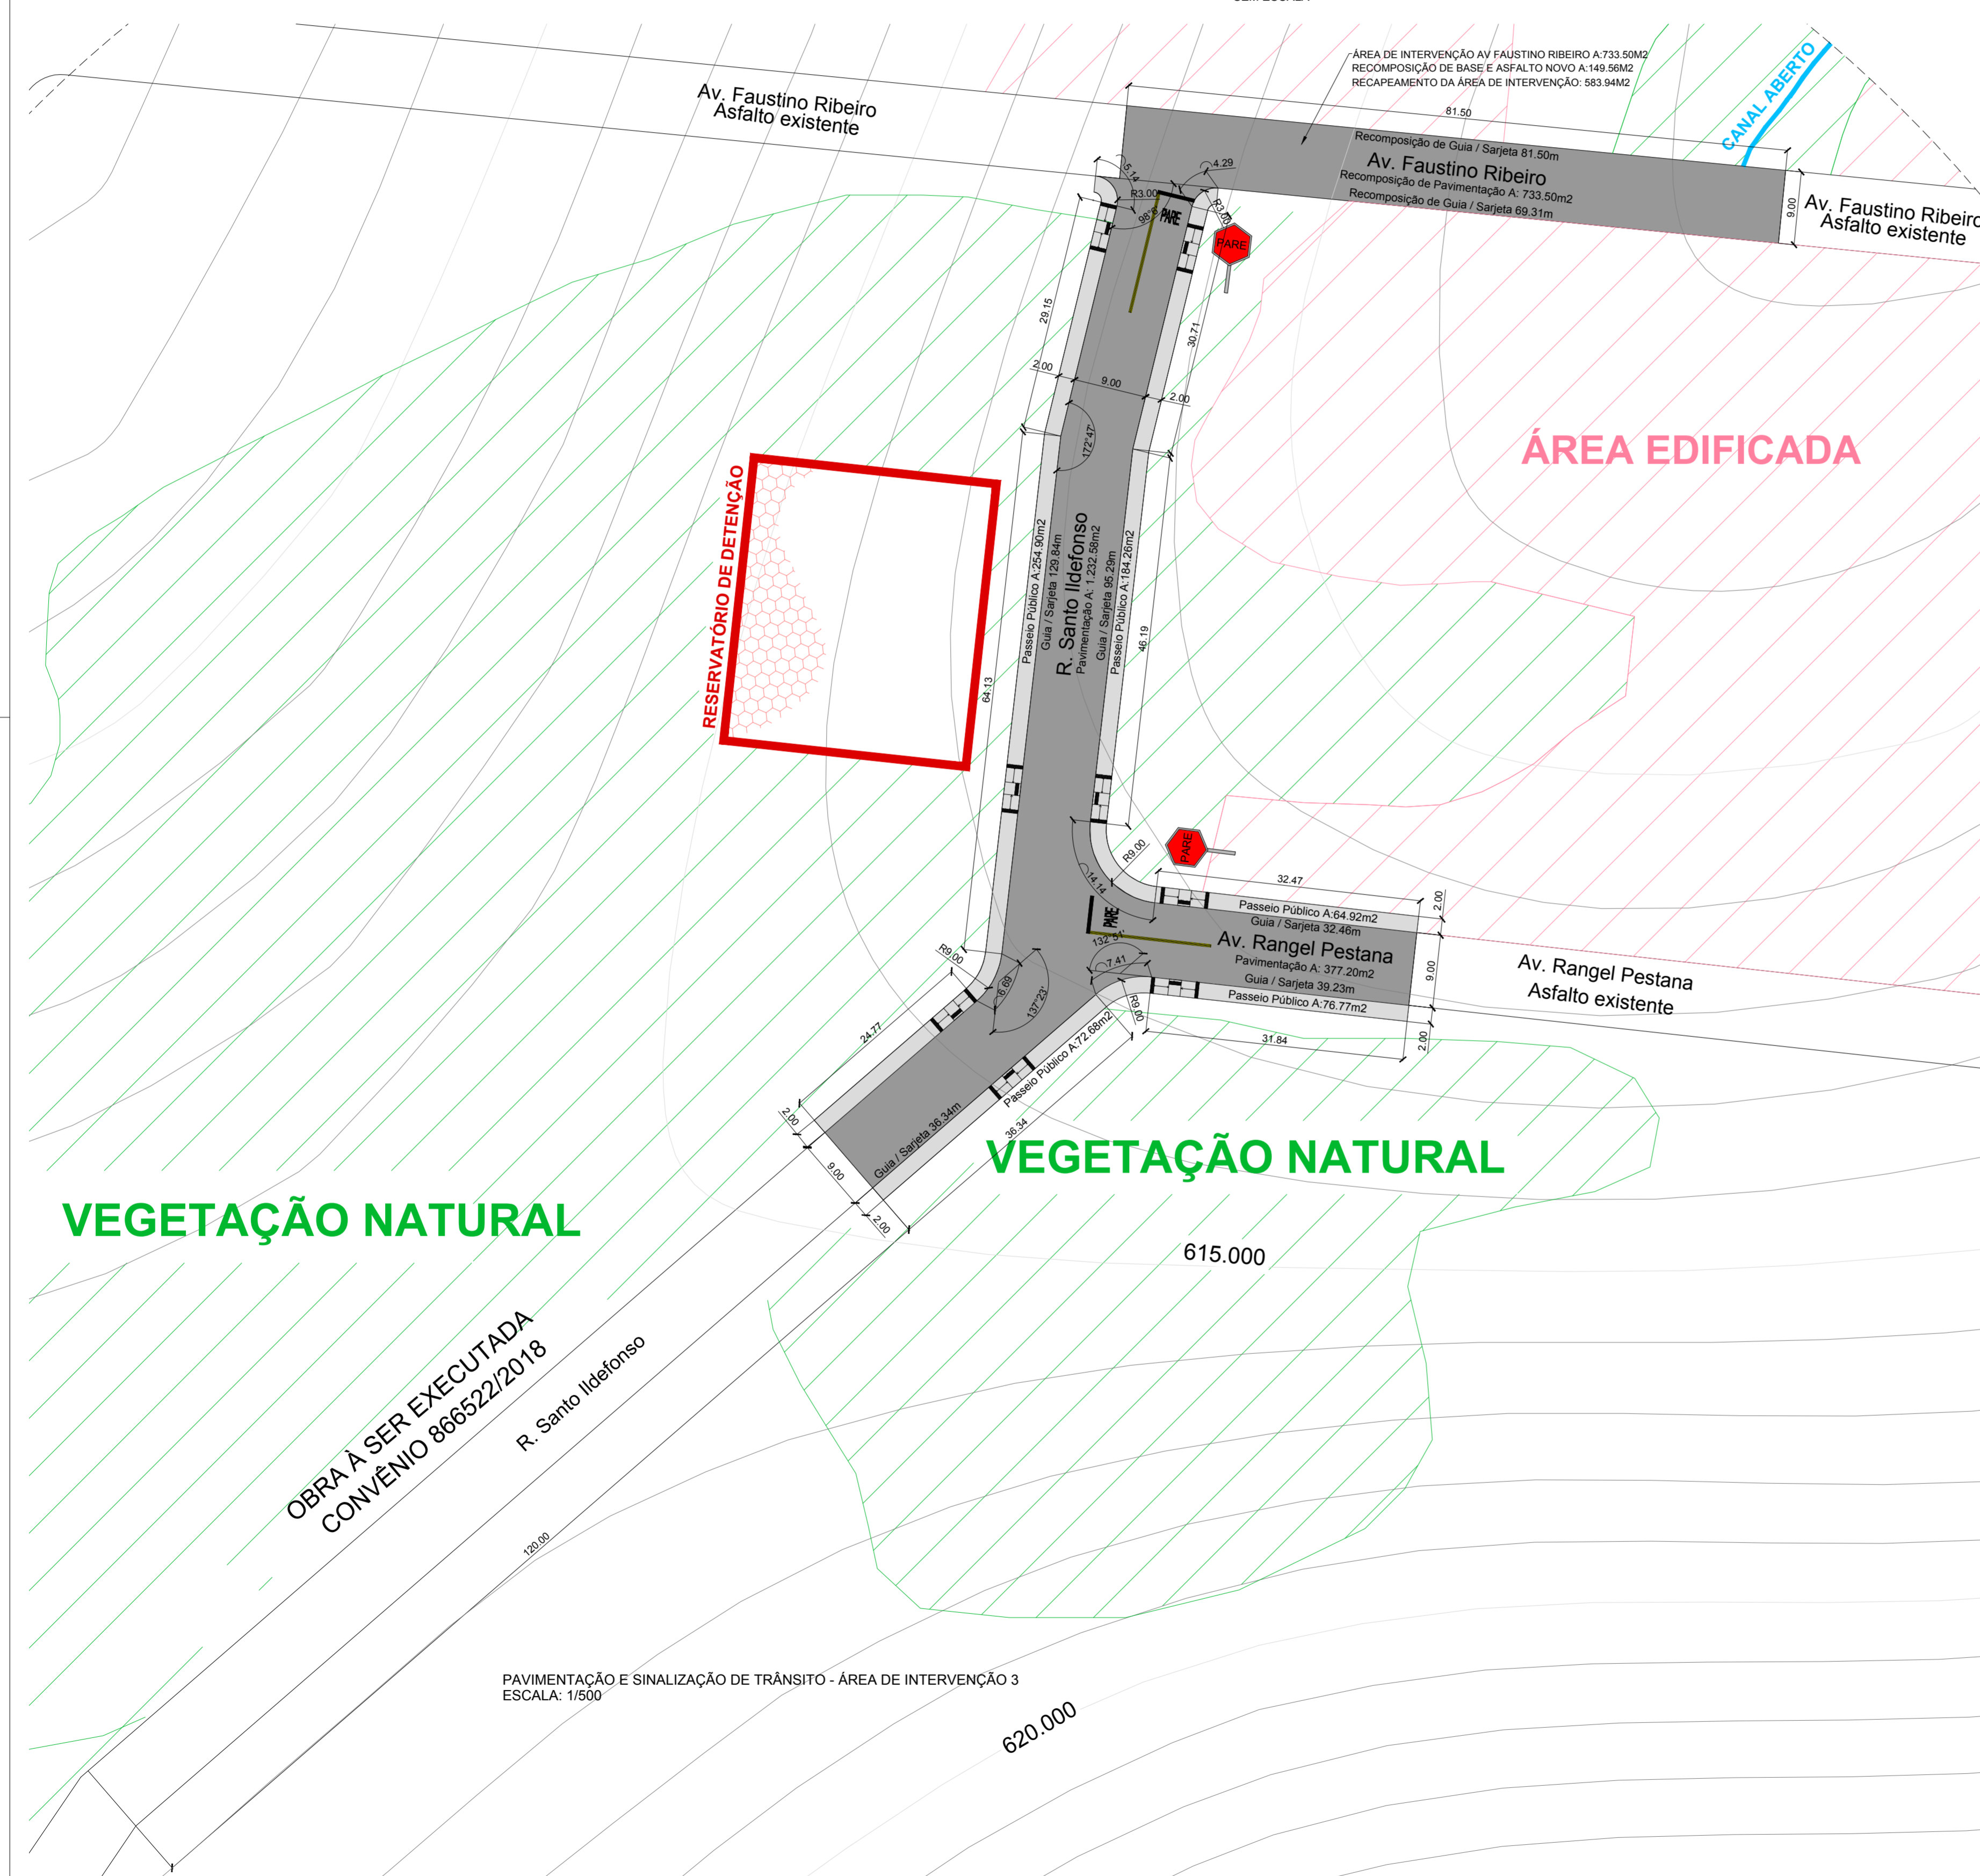 ÁREA DE INTERVENÇÃO AV FAUSTINO RIBEIRO A:733.50M2
RECOMPOSIÇÃO DE BASE E ASFALTO NOVO A:149.56M2
RECAPEAMENTO DA ÁREA DE INTERVENÇÃO: 583.94M2
CANAL ABERTO
Av. Faustino Ribeiro
Asfalto existente
81.50
Recomposição de Guia / Sarjeta 81.50m
Av. Faustino Ribeiro
Recomposição de Pavimentação A: 733.50m2
Recomposição de Guia / Sarjeta 69.31m
9.00
Av. Faustino Ribeiro
Asfalto existente
5.14
4.29
R3.00
R3.00
98°8'
PARE
PARE
29.15
30.71
2.00
9.00
2.00
172°47'
ÁREA EDIFICADA
RESERVATÓRIO DE DETENÇÃO
Passeio Público A:254.90m2
Guia / Sarjeta 129.84m
R. Santo Ildefonso
Pavimentação A: 1.232.58m2
Guia / Sarjeta 95.29m
Passeio Público A:184.26m2
64.13
46.19
PARE
R9.00
14.14
32.47
2.00
Passeio Público A:64.92m2
Guia / Sarjeta 32.46m
PARE
Av. Rangel Pestana
Pavimentação A: 377.20m2
Guia / Sarjeta 39.23m
Passeio Público A:76.77m2
9.00
2.00
31.84
Av. Rangel Pestana
Asfalto existente
132°51'
7.41
R9.00
R9.00
6.69
137°23'
24.77
Passeio Público A:72.68m2
Guia / Sarjeta 36.34m
36.34
2.00
9.00
2.00
VEGETAÇÃO NATURAL
VEGETAÇÃO NATURAL
615.000
OBRA À SER EXECUTADA
CONVÊNIO 866522/2018
R. Santo Ildefonso
120.00
PAVIMENTAÇÃO E SINALIZAÇÃO DE TRÂNSITO - ÁREA DE INTERVENÇÃO 3
ESCALA: 1/500
620.000